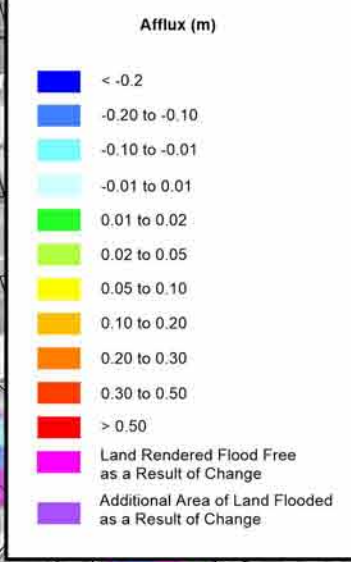 Afflux (m)
< -0.2
-0.20 to -0.10
-0.10 to -0.01
-0.01 to 0.01
0.01 to 0.02
0.02 to 0.05
0.05 to 0.10
0.10 to 0.20
0.20 to 0.30
0.30 to 0.50
> 0.50
Land Rendered Flood Free
as a Result of Change
Additional Area of Land Flooded
as a Result of Change